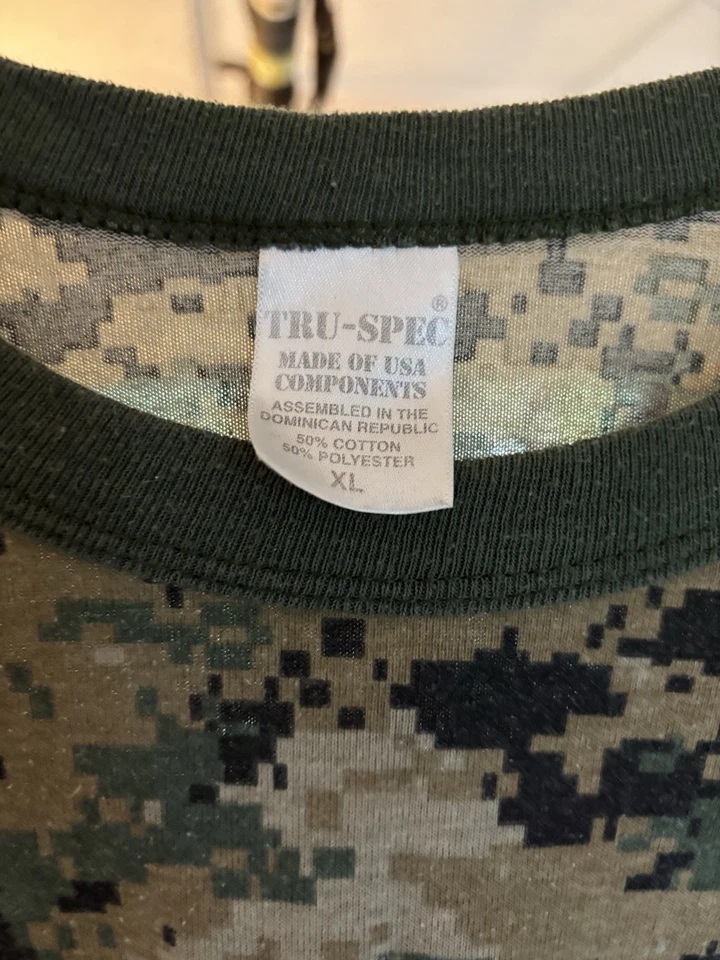 TRU-SPEC®
MADE OF USA
COMPONENTS
ASSEMBLED IN THE
DOMINICAN REPUBLIC
50% COTTON
50% POLYESTER
XL